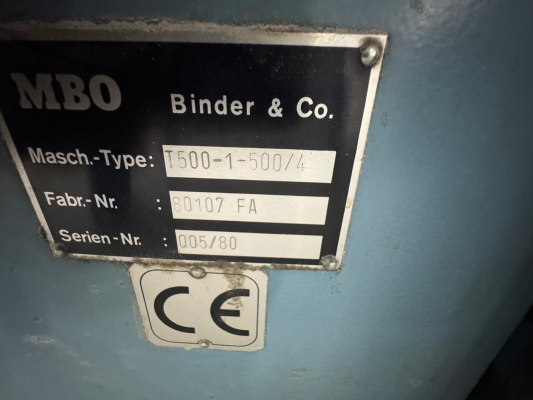 MBO Binder & Co.
Masch.-Type: T500-1-500/4
Fabr.-Nr. : 80107 FA
Serien-Nr. : 005/80
CE